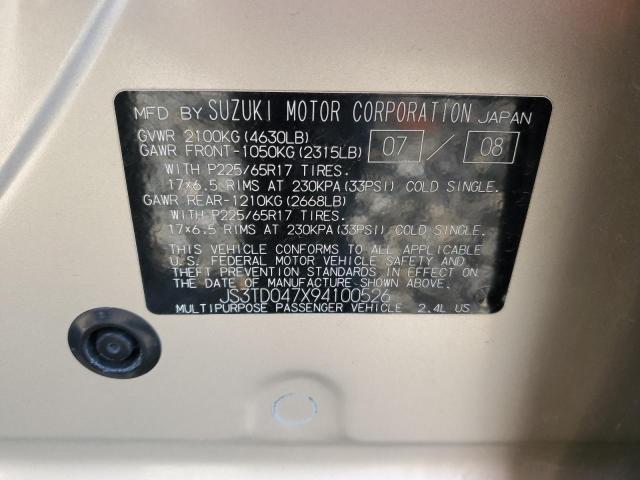 MFD BY SUZUKI MOTOR CORPORATION JAPAN
GVWR 2100KG(4630LB)
GAWR FRONT-1050KG(2315LB) 07 / 08
WITH P225/65R17 TIRES.
17×6.5 RIMS AT 230KPA(33PSI) COLD SINGLE.
GAWR REAR-1210KG(2668LB)
WITH P225/65R17 TIRES.
17×6.5 RIMS AT 230KPA(33PSI) COLD SINGLE.
THIS VEHICLE CONFORMS TO ALL APPLICABLE
U.S. FEDERAL MOTOR VEHICLE SAFETY AND
THEFT PREVENTION STANDARDS IN EFFECT ON
THE DATE OF MANUFACTURE SHOWN ABOVE.
JS3TD047X94100526
MULTIPURPOSE PASSENGER VEHICLE 2.4L US